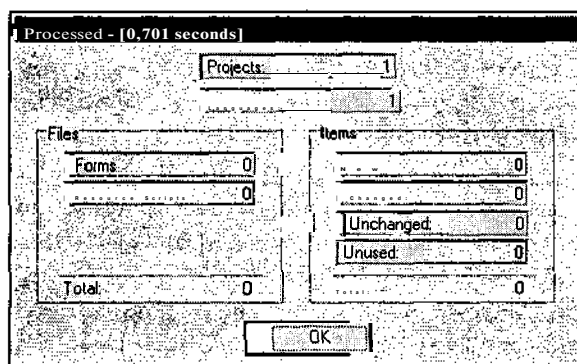 Processed - [0,701 seconds]
Projects: 1
Languages: 1
Files
Forms 0
Resource Scripts 0
Total: 0
Items
New 0
Changed: 0
Unchanged: 0
Unused: 0
Total: 0
OK